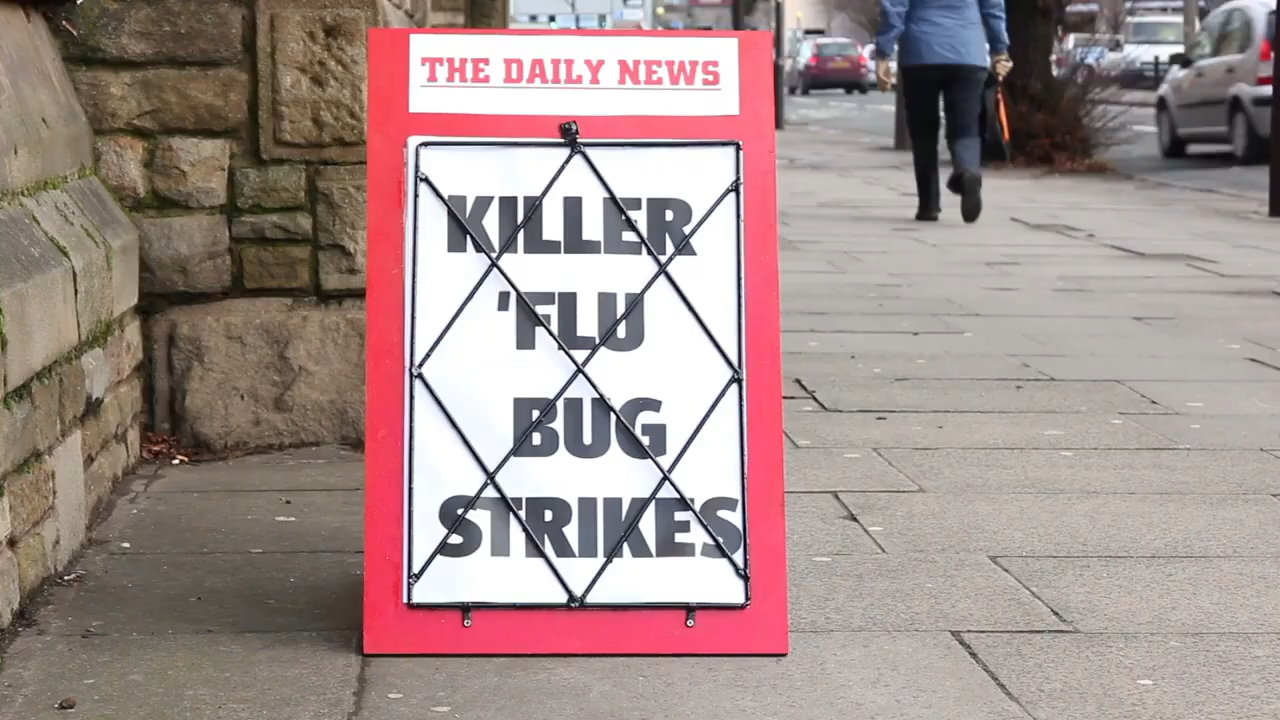 THE DAILY NEWS
KILLER
'FLU
BUG
STRIKES